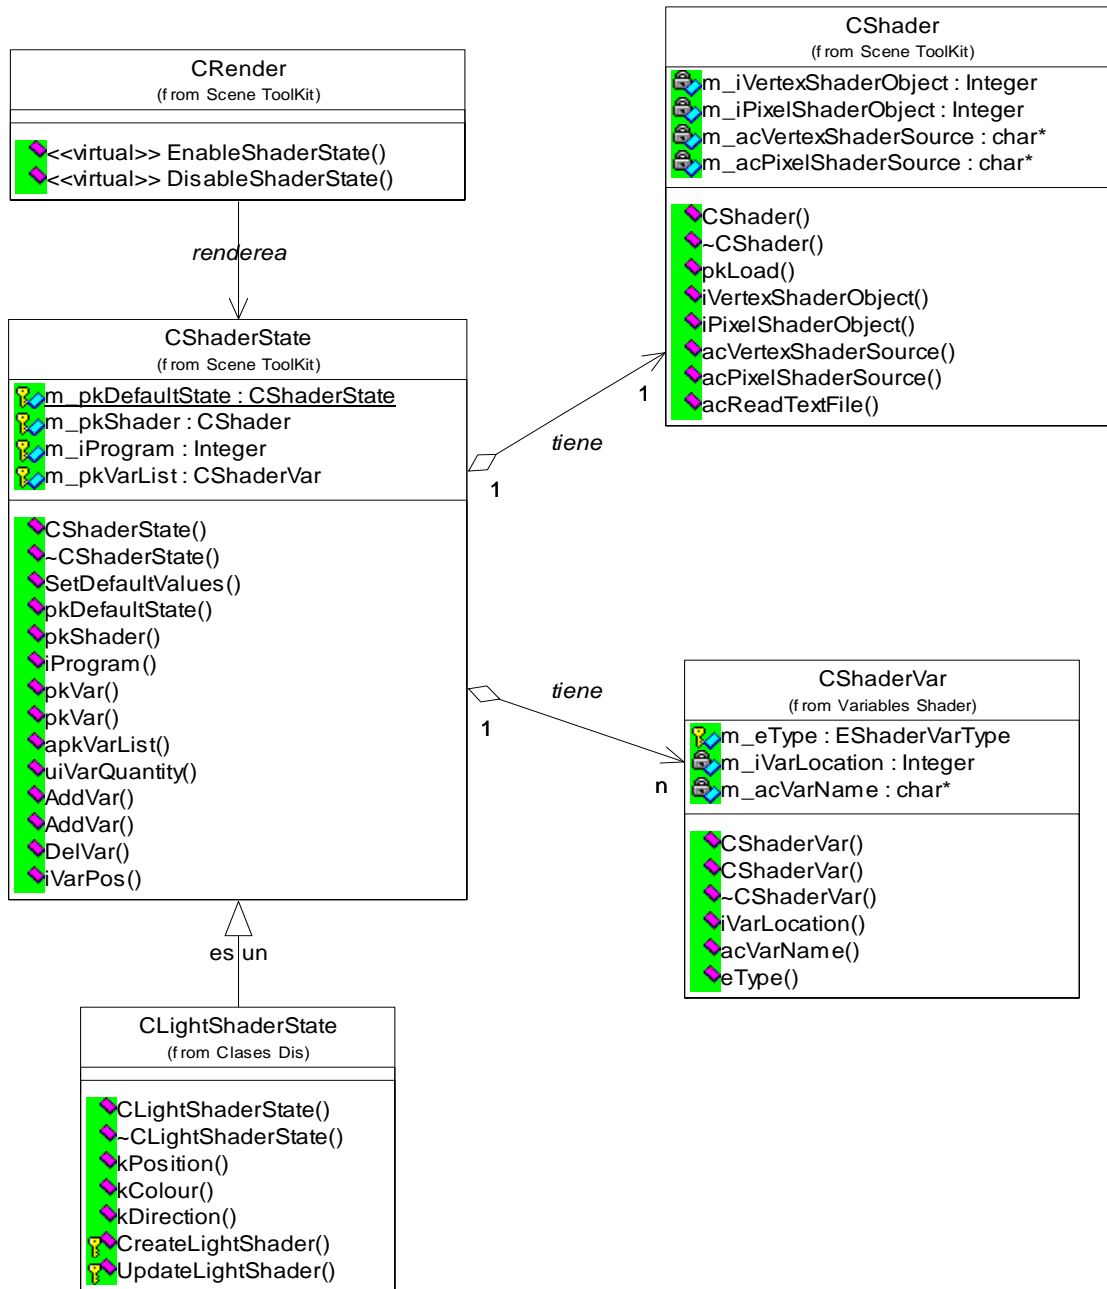 CRender
(from Scene ToolKit)
<<virtual>> EnableShaderState()
<<virtual>> DisableShaderState()
renderea
CShader
(from Scene ToolKit)
m_iVertexShaderObject : Integer
m_iPixelShaderObject : Integer
m_acVertexShaderSource : char*
m_acPixelShaderSource : char*
CShader()
~CShader()
pkLoad()
iVertexShaderObject()
iPixelShaderObject()
acVertexShaderSource()
acPixelShaderSource()
acReadTextFile()
CShaderState
(from Scene ToolKit)
m_pkDefaultState : CShaderState
m_pkShader : CShader
m_iProgram : Integer
m_pkVarList : CShaderVar
CShaderState()
~CShaderState()
SetDefaultValues()
pkDefaultState()
pkShader()
iProgram()
pkVar()
pkVar()
apkVarList()
uiVarQuantity()
AddVar()
AddVar()
DelVar()
iVarPos()
1
tiene
1
tiene
1
n
CShaderVar
(from Variables Shader)
m_eType : EShaderVarType
m_iVarLocation : Integer
m_acVarName : char*
CShaderVar()
CShaderVar()
~CShaderVar()
iVarLocation()
acVarName()
eType()
es un
CLightShaderState
(from Clases Dis)
CLightShaderState()
~CLightShaderState()
kPosition()
kColour()
kDirection()
CreateLightShader()
UpdateLightShader()